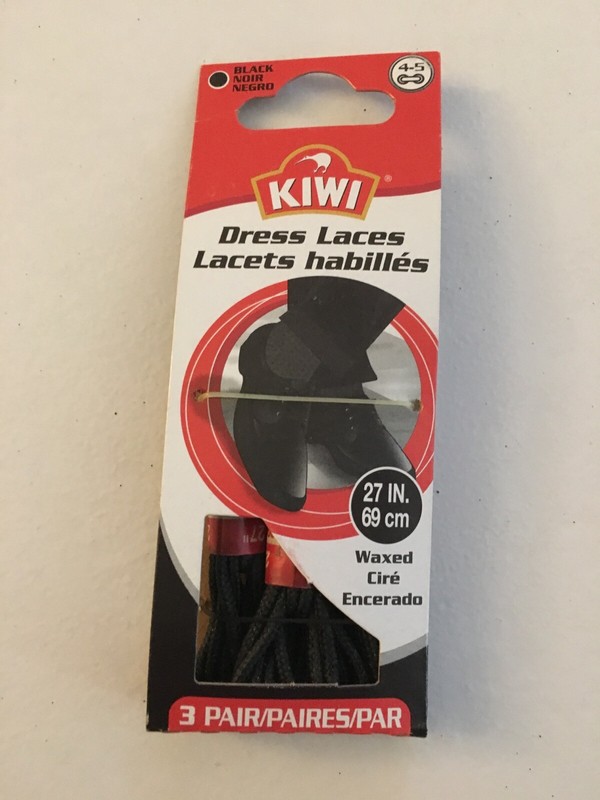 BLACK
NOIR
NEGRO
4-5
KIWI®
Dress Laces
Lacets habillés
27 IN.
69 cm
Waxed
Ciré
Encerado
27"
3 PAIR/PAIRES/PAR